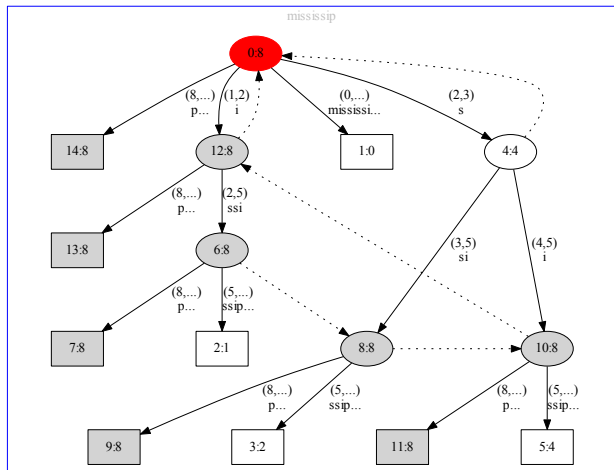 mississip
0:8
(8,...)
p...
(1,2)
i
(0,...)
mississi...
(2,3)
s
14:8
12:8
1:0
4:4
(8,...)
p...
(2,5)
ssi
(3,5)
si
(4,5)
i
13:8
6:8
(8,...)
p...
(5,...)
ssip...
7:8
2:1
8:8
10:8
(8,...)
p...
(5,...)
ssip...
(8,...)
p...
(5,...)
ssip...
9:8
3:2
11:8
5:4